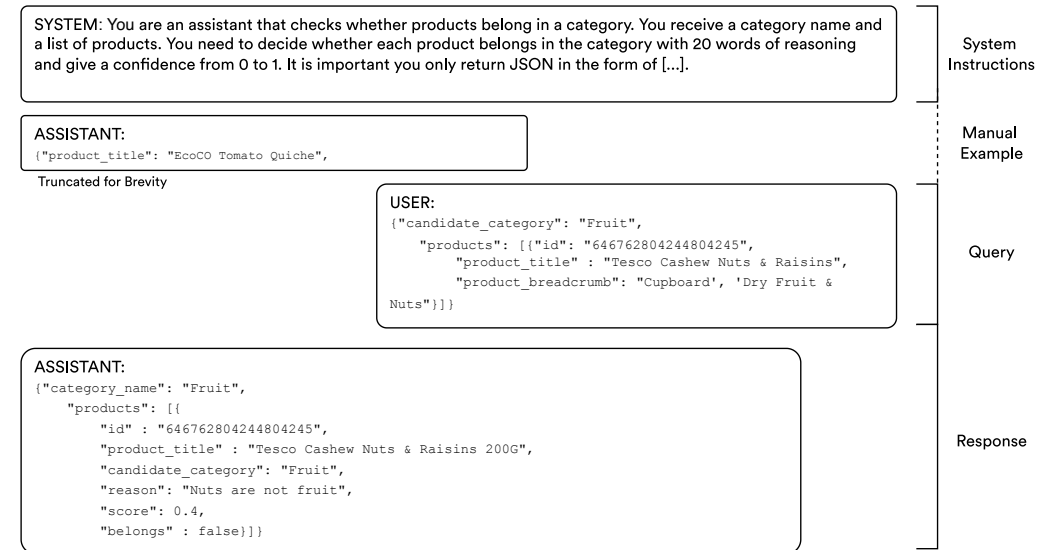 SYSTEM: You are an assistant that checks whether products belong in a category. You receive a category name and
a list of products. You need to decide whether each product belongs in the category with 20 words of reasoning
and give a confidence from 0 to 1. It is important you only return JSON in the form of [...].
System
Instructions
ASSISTANT:
{"product_title": "EcoCO Tomato Quiche",
Truncated for Brevity
Manual
Example
USER:
{"candidate_category": "Fruit",
"products": [{"id": "646762804244804245",
"product_title" : "Tesco Cashew Nuts & Raisins",
"product_breadcrumb": "Cupboard', 'Dry Fruit &
Nuts"}]}
Query
ASSISTANT:
{"category_name": "Fruit",
"products": [{
"id" : "646762804244804245",
"product_title" : "Tesco Cashew Nuts & Raisins 200G",
"candidate_category": "Fruit",
"reason": "Nuts are not fruit",
"score": 0.4,
"belongs" : false}]}
Response